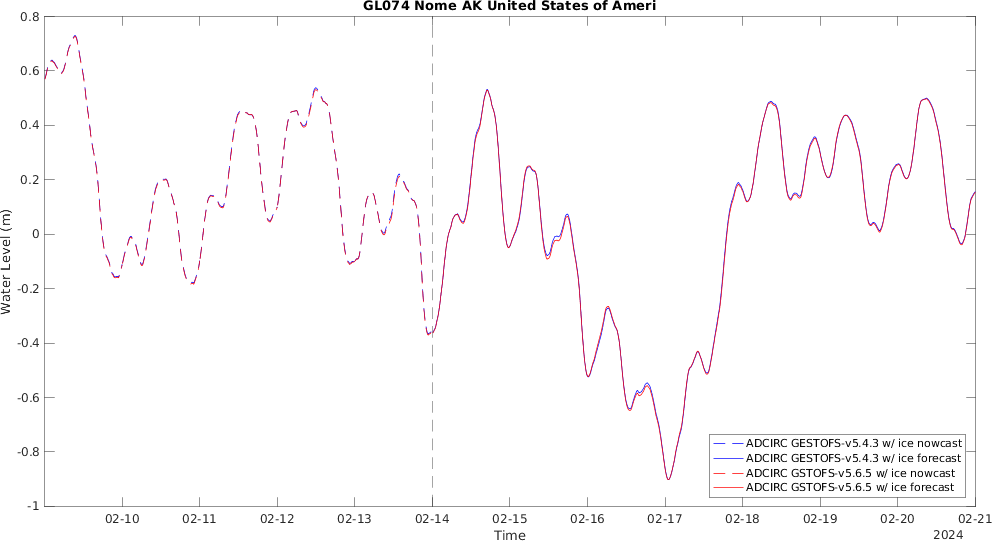 GL074 Nome AK United States of Ameri
0.8
0.6
0.4
0.2
0
-0.2
-0.4
-0.6
-0.8
-1
Water Level (m)
ADCIRC GESTOFS-v5.4.3 w/ ice nowcast
ADCIRC GESTOFS-v5.4.3 w/ ice forecast
ADCIRC GSTOFS-v5.6.5 w/ ice nowcast
ADCIRC GSTOFS-v5.6.5 w/ ice forecast
02-10 02-11 02-12 02-13 02-14 02-15 02-16 02-17 02-18 02-19 02-20 02-21
Time
2024